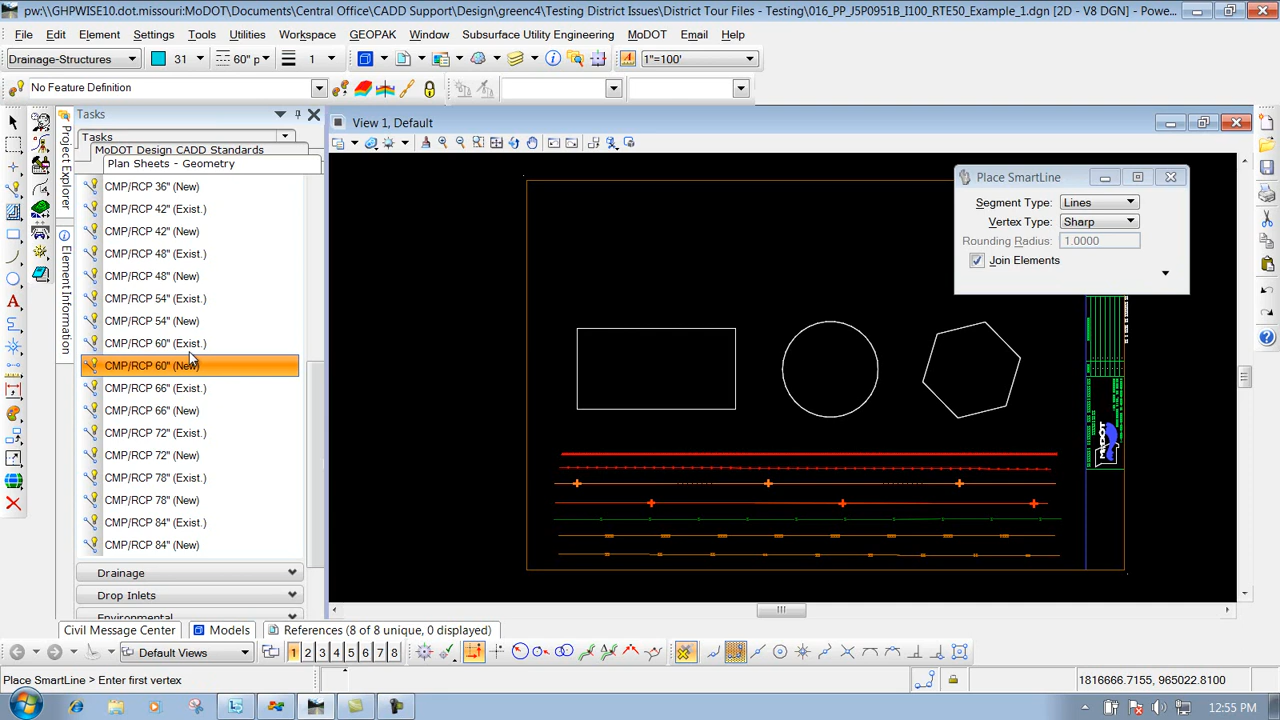 pw:\\GHPWISE10.dot.missouri:MoDOT\Documents\Central Office\CADD Support\Design\greenc4\Testing District Issues\District Tour Files - Testing\016_PP_J5P0951B_I100_RTE50_Example_1.dgn [2D - V8 DGN] - Powe...
File Edit Element Settings Tools Utilities Workspace GEOPAK Window Subsurface Utility Engineering MoDOT Email Help
Drainage-Structures 31 60" p 1 1"=100'
No Feature Definition
Tasks
Tasks
MoDOT Design CADD Standards
Plan Sheets - Geometry
Project Explorer
Element Information
CMP/RCP 36" (New)
CMP/RCP 42" (Exist.)
CMP/RCP 42" (New)
CMP/RCP 48" (Exist.)
CMP/RCP 48" (New)
CMP/RCP 54" (Exist.)
CMP/RCP 54" (New)
CMP/RCP 60" (Exist.)
CMP/RCP 60" (New)
CMP/RCP 66" (Exist.)
CMP/RCP 66" (New)
CMP/RCP 72" (Exist.)
CMP/RCP 72" (New)
CMP/RCP 78" (Exist.)
CMP/RCP 78" (New)
CMP/RCP 84" (Exist.)
CMP/RCP 84" (New)
Drainage
Drop Inlets
Environmental
View 1, Default
Place SmartLine
Segment Type: Lines
Vertex Type: Sharp
Rounding Radius: 1.0000
Join Elements
MoDOT
Civil Message Center Models References (8 of 8 unique, 0 displayed)
Default Views 1 2 3 4 5 6 7 8
Place SmartLine > Enter first vertex 1816666.7155, 965022.8100
12:55 PM